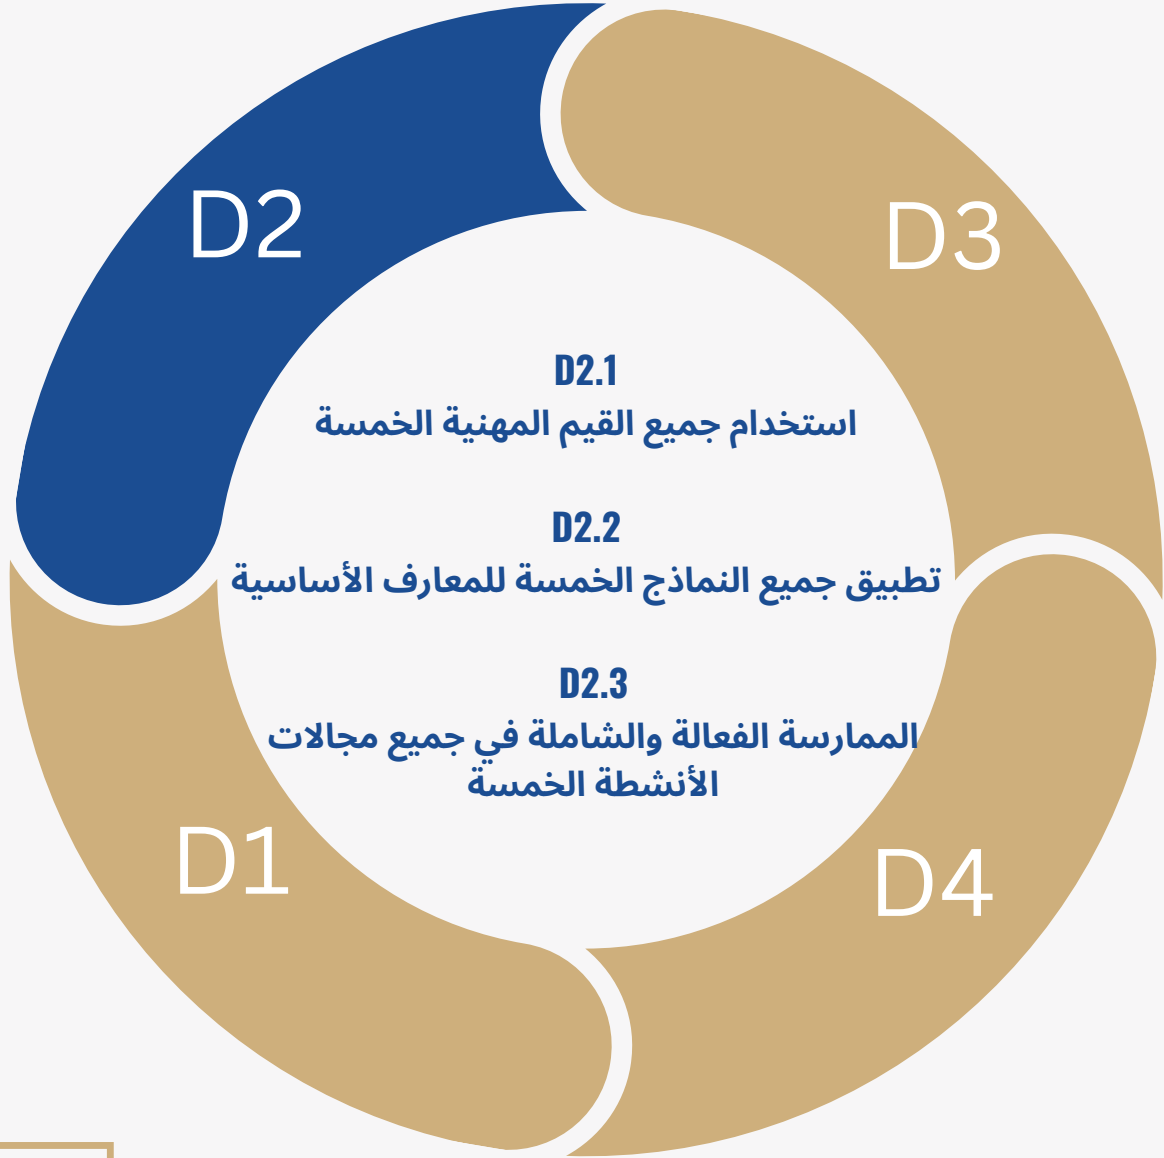 D2
D3
D2.1
استخدام جميع القيم المهنية الخمسة
D2.2
تطبيق جميع النماذج الخمسة للمعارف الأساسية
D2.3
الممارسة الفعالة والشاملة في جميع مجالات
الأنشطة الخمسة
D1
D4